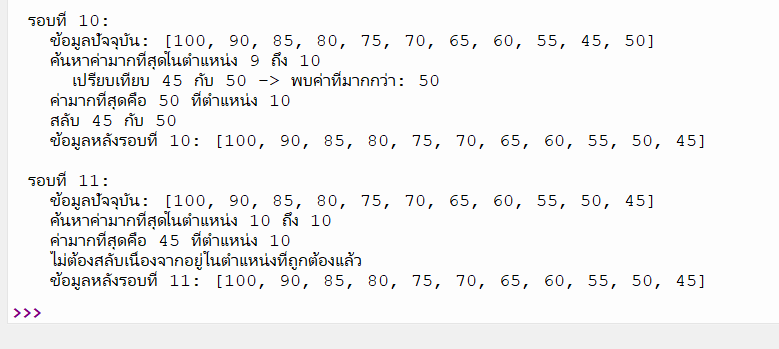 รอบที่ 10:
ข้อมูลปัจจุบัน: [100, 90, 85, 80, 75, 70, 65, 60, 55, 45, 50]
ค้นหาค่ามากที่สุดในตำแหน่ง 9 ถึง 10
เปรียบเทียบ 45 กับ 50 -> พบค่าที่มากกว่า: 50
ค่ามากที่สุดคือ 50 ที่ตำแหน่ง 10
สลับ 45 กับ 50
ข้อมูลหลังรอบที่ 10: [100, 90, 85, 80, 75, 70, 65, 60, 55, 50, 45]
รอบที่ 11:
ข้อมูลปัจจุบัน: [100, 90, 85, 80, 75, 70, 65, 60, 55, 50, 45]
ค้นหาค่ามากที่สุดในตำแหน่ง 10 ถึง 10
ค่ามากที่สุดคือ 45 ที่ตำแหน่ง 10
ไม่ต้องสลับเนื่องจากอยู่ในตำแหน่งที่ถูกต้องแล้ว
ข้อมูลหลังรอบที่ 11: [100, 90, 85, 80, 75, 70, 65, 60, 55, 50, 45]
>>>